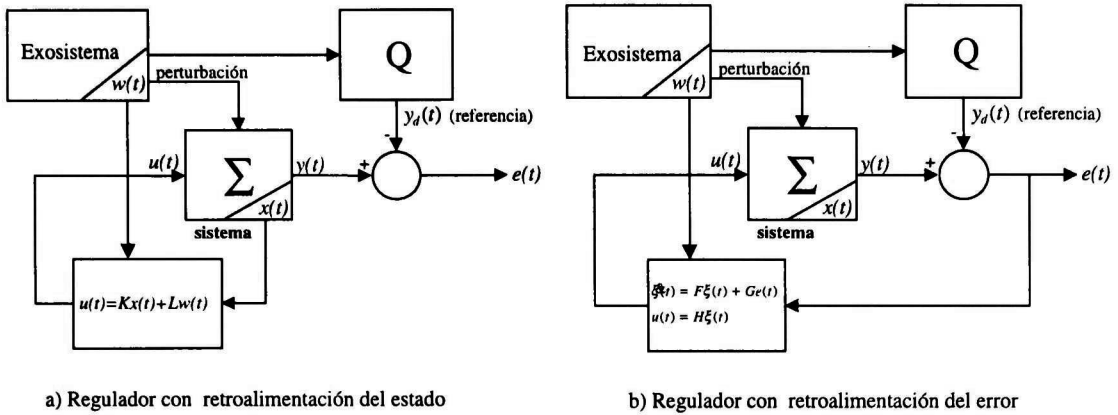 Exosistema
w(t)
perturbación
Q
y_d(t) (referencia)
-
u(t)
Σ
y(t)
+
e(t)
x(t)
sistema
u(t)=Kx(t)+Lw(t)
a) Regulador con retroalimentación del estado
Exosistema
w(t)
perturbación
Q
y_d(t) (referencia)
-
u(t)
Σ
y(t)
+
e(t)
x(t)
sistema
(t) = Fξ(t) + Ge(t)
u(t) = Hξ(t)
b) Regulador con retroalimentación del error